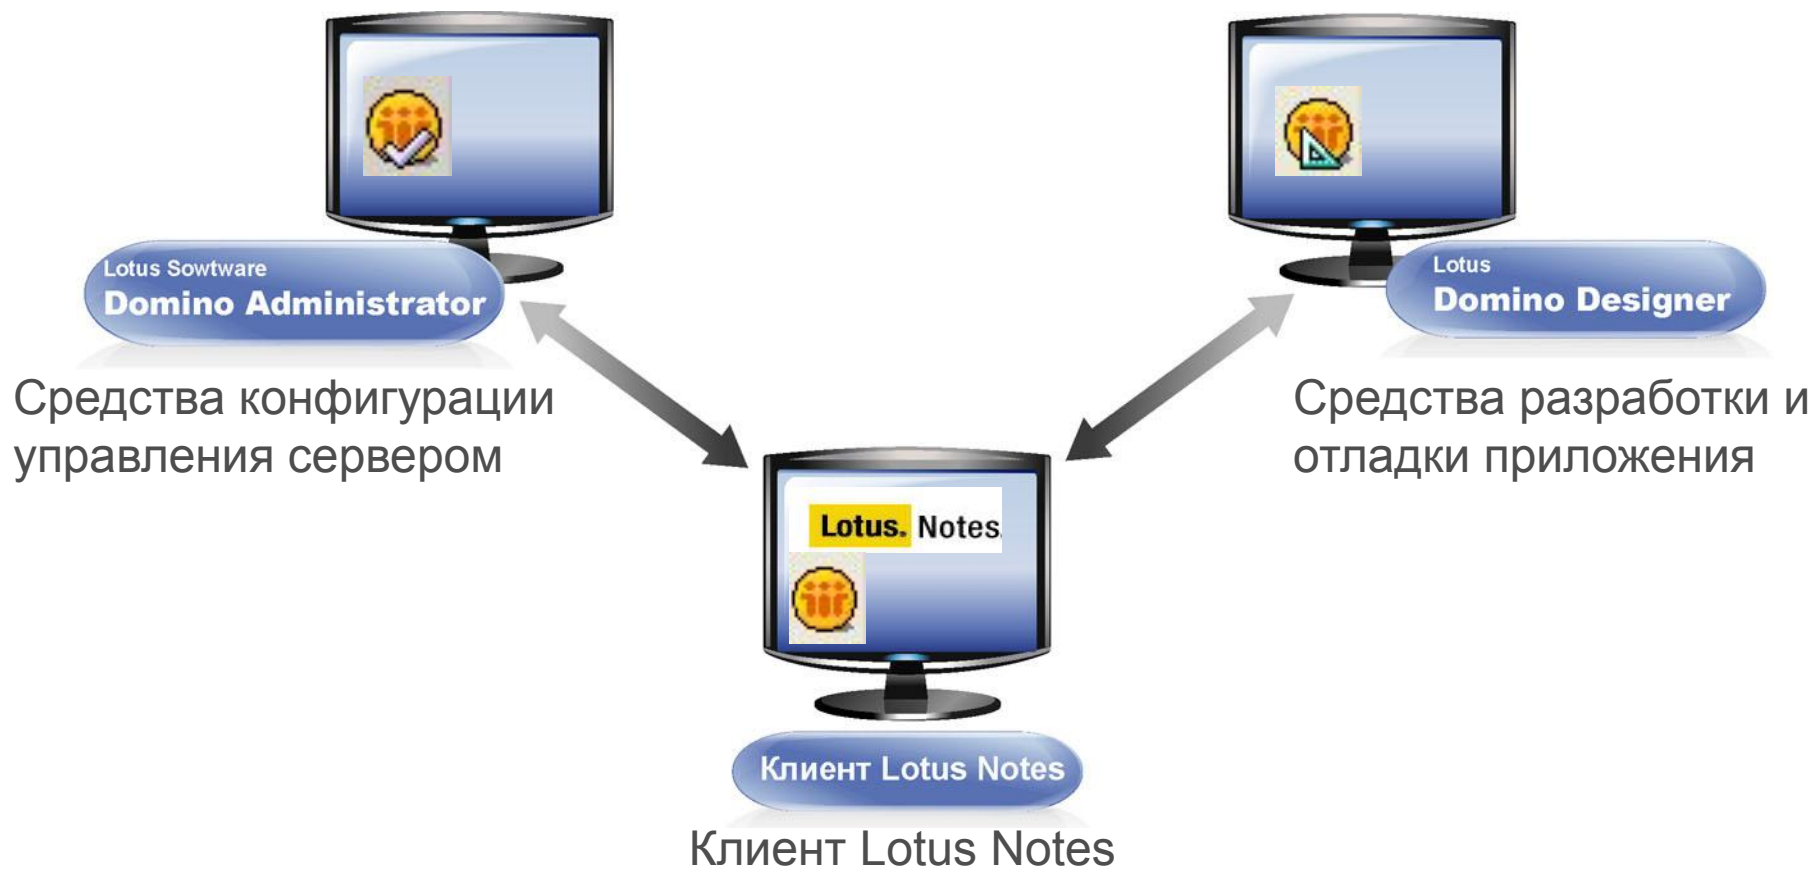 Lotus Sowtware
Domino Administrator
Средства конфигурации
управления сервером
Lotus
Domino Designer
Средства разработки и
отладки приложения
Lotus. Notes.
Клиент Lotus Notes
Клиент Lotus Notes